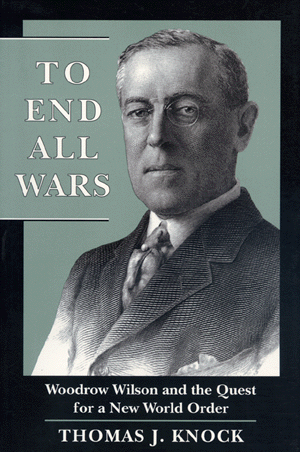 TO
END
ALL
WARS
Woodrow Wilson and the Quest
for a New World Order
THOMAS J. KNOCK